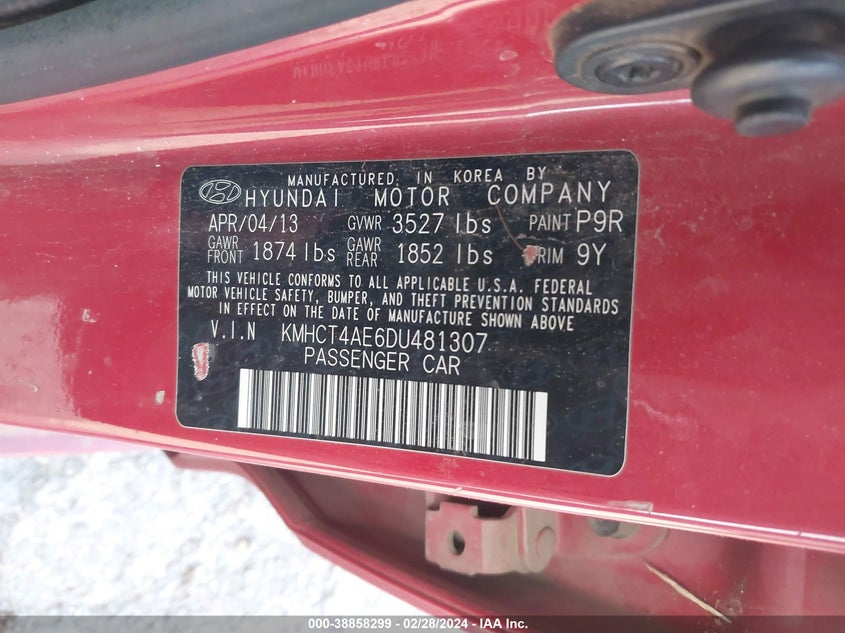 MANUFACTURED IN KOREA BY
HYUNDAI MOTOR COMPANY
APR/04/13 GVWR 3527 lbs PAINT P9R
GAWR FRONT 1874 lbs GAWR REAR 1852 lbs TRIM 9Y
THIS VEHICLE CONFORMS TO ALL APPLICABLE U.S.A. FEDERAL
MOTOR VEHICLE SAFETY, BUMPER, AND THEFT PREVENTION STANDARDS
IN EFFECT ON THE DATE OF MANUFACTURE SHOWN ABOVE
V.I.N KMHCT4AE6DU481307
PASSENGER CAR
000-38858299 - 02/28/2024 - IAA